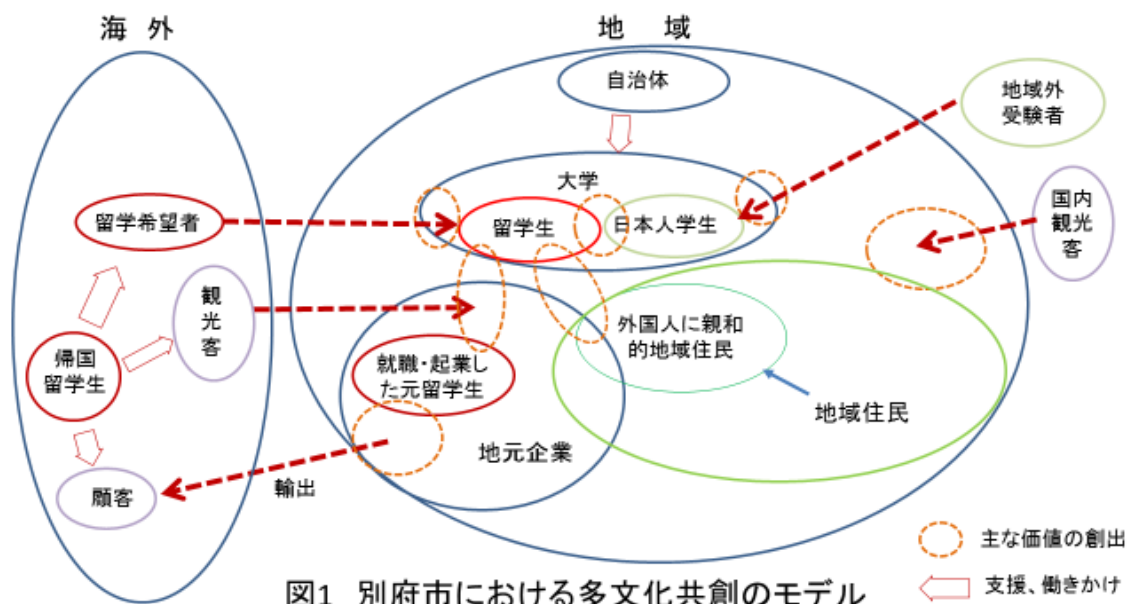 海　外
地　　域
自治体
地域外
受験者
大学
留学希望者
留学生
日本人学生
国内
観光
客
観
光
客
外国人に親和
的地域住民
帰国
留学生
就職・起業し
た元留学生
地域住民
地元企業
顧客
輸出
主な価値の創出
支援、働きかけ
図1　別府市における多文化共創のモデル